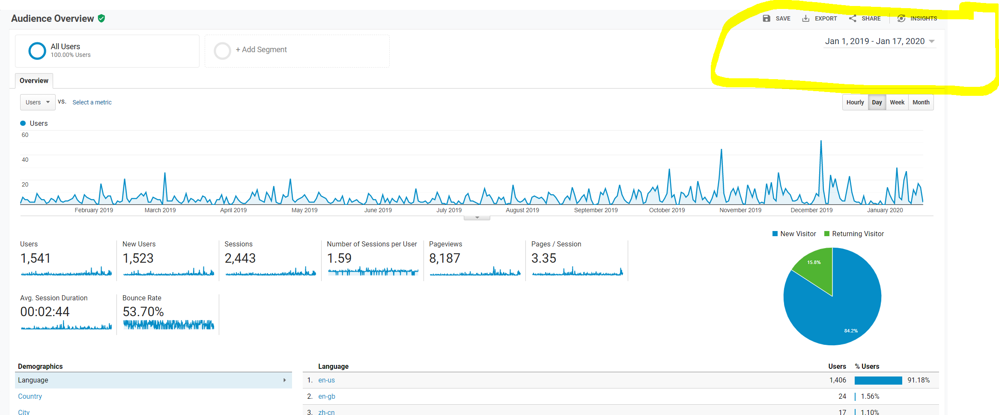 Audience Overview
SAVE EXPORT SHARE INSIGHTS
All Users
100.00% Users
+ Add Segment
Jan 1, 2019 - Jan 17, 2020
Overview
Users vs. Select a metric
Hourly Day Week Month
Users
60
40
20
February 2019 March 2019 April 2019 May 2019 June 2019 July 2019 August 2019 September 2019 October 2019 November 2019 December 2019 January 2020
New Visitor Returning Visitor
Users New Users Sessions Number of Sessions per User Pageviews Pages / Session
1,541 1,523 2,443 1.59 8,187 3.35
15.8%
Avg. Session Duration Bounce Rate
00:02:44 53.70%
84.2%
Demographics Language Users % Users
Language 1. en-us 1,406 91.18%
Country 2. en-gb 24 1.56%
City 3. zh-cn 17 1.10%